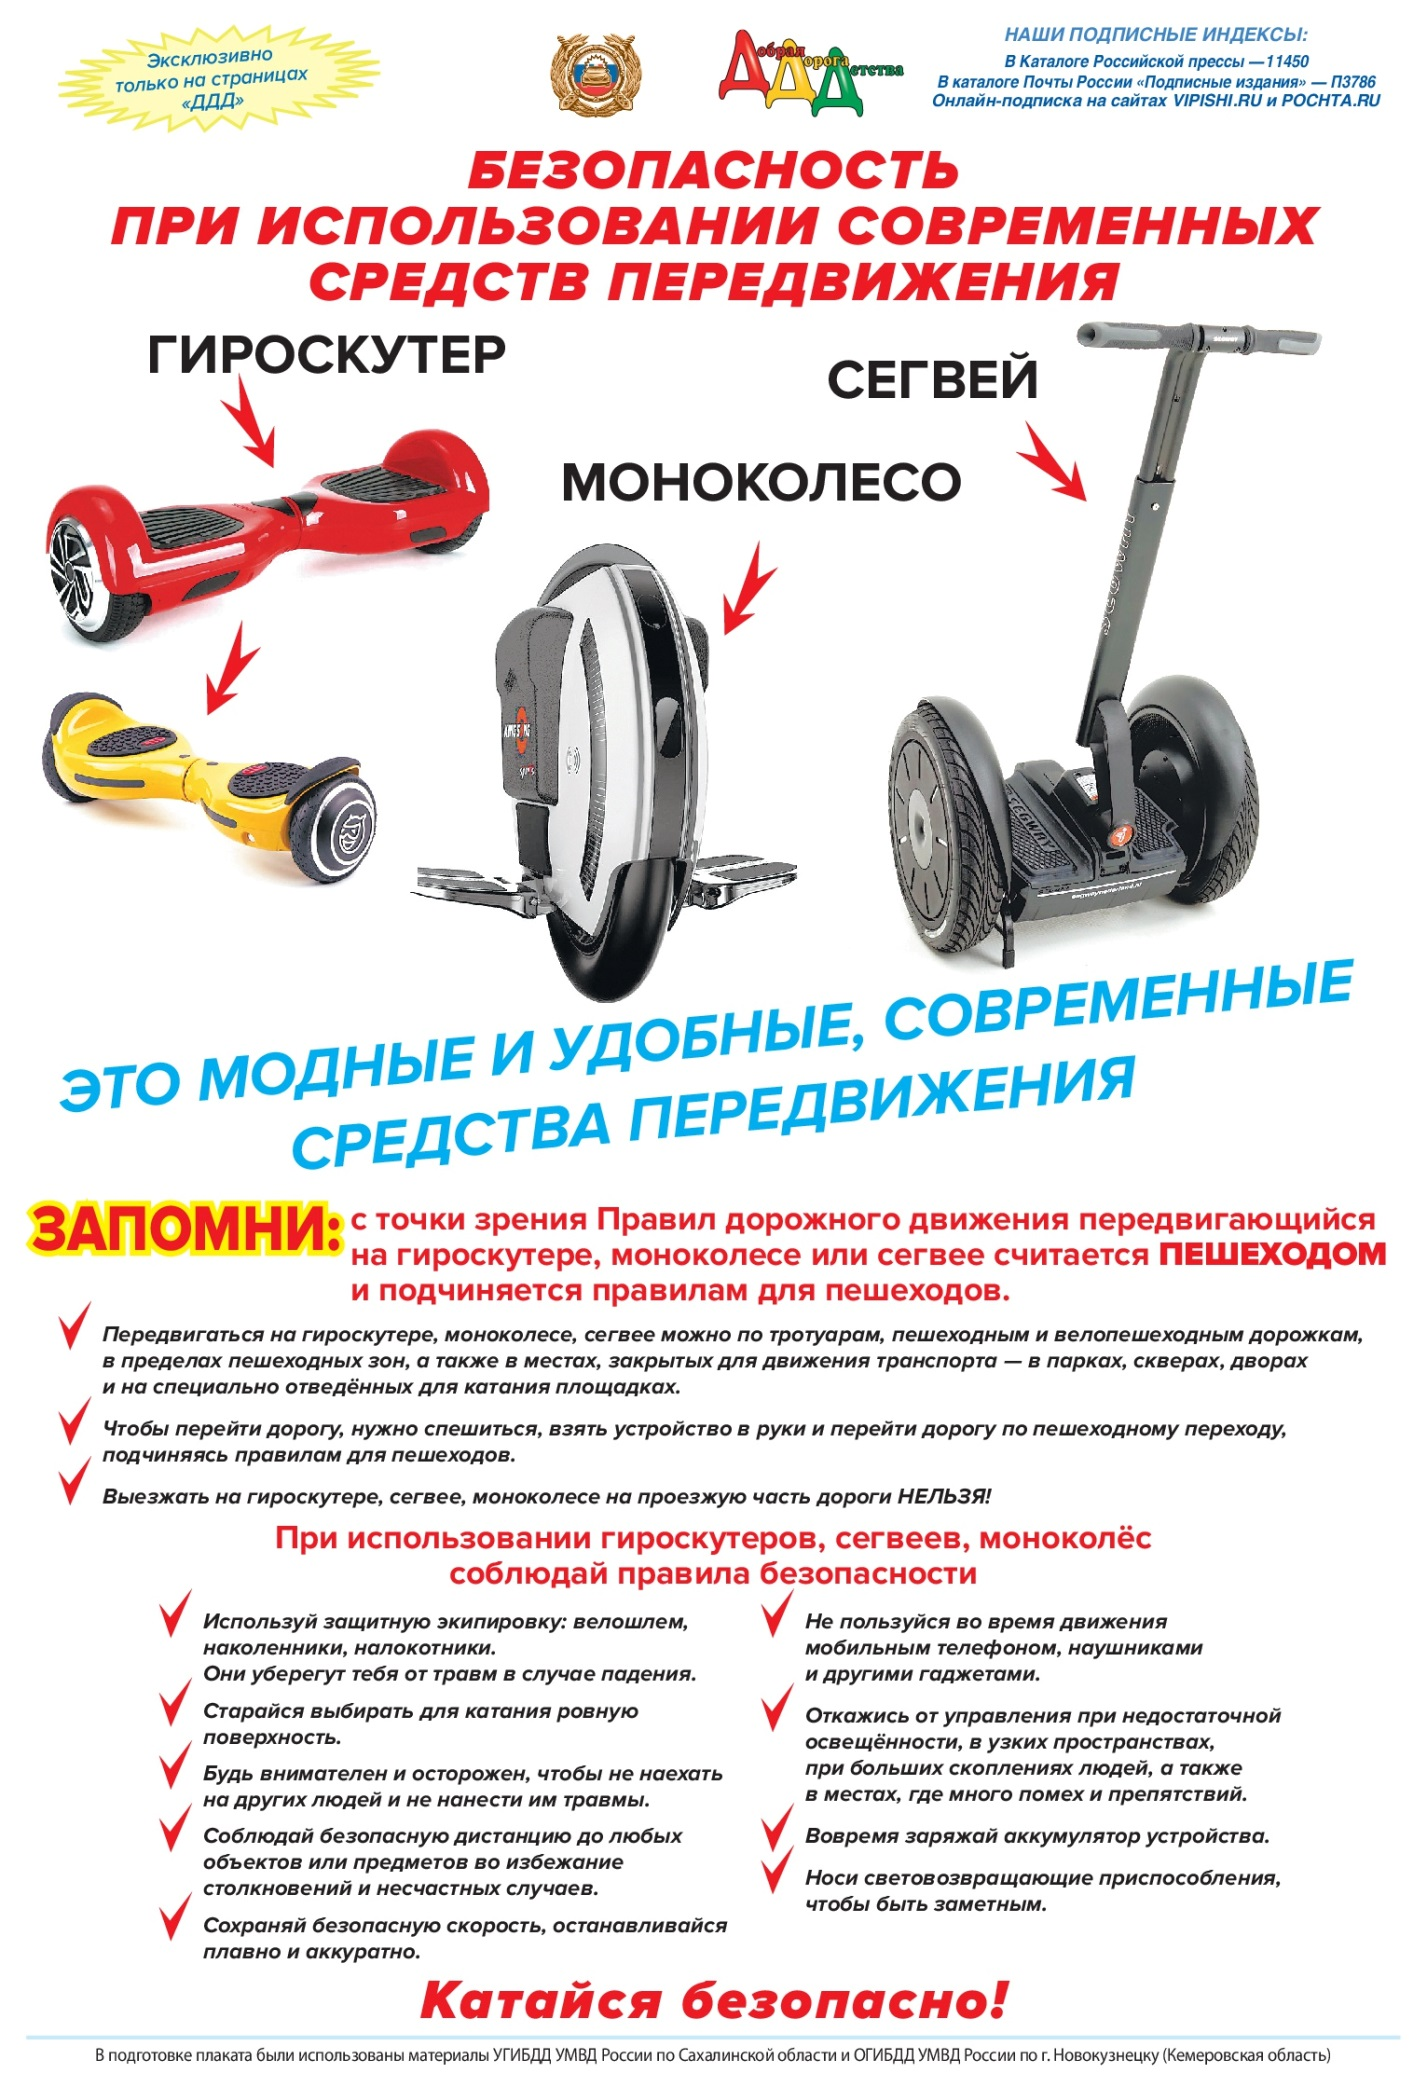 Эксклюзивно
только на страницах
«ДДД»
Добрая
Дорога
Детства
НАШИ ПОДПИСНЫЕ ИНДЕКСЫ:
В Каталоге Российской прессы —11450
В каталоге Почты России «Подписные издания» — П3786
Онлайн-подписка на сайтах VIPISHI.RU и POCHTA.RU
БЕЗОПАСНОСТЬ
ПРИ ИСПОЛЬЗОВАНИИ СОВРЕМЕННЫХ
СРЕДСТВ ПЕРЕДВИЖЕНИЯ
ГИРОСКУТЕР
СЕГВЕЙ
МОНОКОЛЕСО
SEGWAY
ЭТО МОДНЫЕ И УДОБНЫЕ, СОВРЕМЕННЫЕ
СРЕДСТВА ПЕРЕДВИЖЕНИЯ
ЗАПОМНИ: с точки зрения Правил дорожного движения передвигающийся
на гироскутере, моноколесе или сегвее считается ПЕШЕХОДОМ
и подчиняется правилам для пешеходов.
Передвигаться на гироскутере, моноколесе, сегвее можно по тротуарам, пешеходным и велопешеходным дорожкам,
в пределах пешеходных зон, а также в местах, закрытых для движения транспорта — в парках, скверах, дворах
и на специально отведённых для катания площадках.
Чтобы перейти дорогу, нужно спешиться, взять устройство в руки и перейти дорогу по пешеходному переходу,
подчиняясь правилам для пешеходов.
Выезжать на гироскутере, сегвее, моноколесе на проезжую часть дороги НЕЛЬЗЯ!
При использовании гироскутеров, сегвеев, моноколёс
соблюдай правила безопасности
Используй защитную экипировку: велошлем,
наколенники, налокотники.
Они уберегут тебя от травм в случае падения.
Старайся выбирать для катания ровную
поверхность.
Будь внимателен и осторожен, чтобы не наехать
на других людей и не нанести им травмы.
Соблюдай безопасную дистанцию до любых
объектов или предметов во избежание
столкновений и несчастных случаев.
Сохраняй безопасную скорость, останавливайся
плавно и аккуратно.
Не пользуйся во время движения
мобильным телефоном, наушниками
и другими гаджетами.
Откажись от управления при недостаточной
освещённости, в узких пространствах,
при больших скоплениях людей, а также
в местах, где много помех и препятствий.
Вовремя заряжай аккумулятор устройства.
Носи световозвращающие приспособления,
чтобы быть заметным.
Катайся безопасно!
В подготовке плаката были использованы материалы УГИБДД УМВД России по Сахалинской области и ОГИБДД УМВД России по г. Новокузнецку (Кемеровская область)